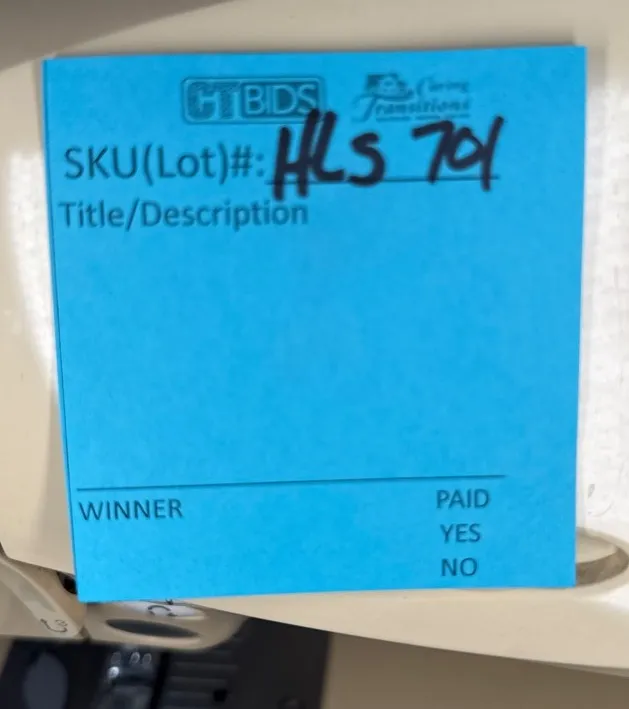 CTBIDS
Caring
Transitions
SKU(Lot)#: HLS 701
Title/Description
WINNER
PAID
YES
NO